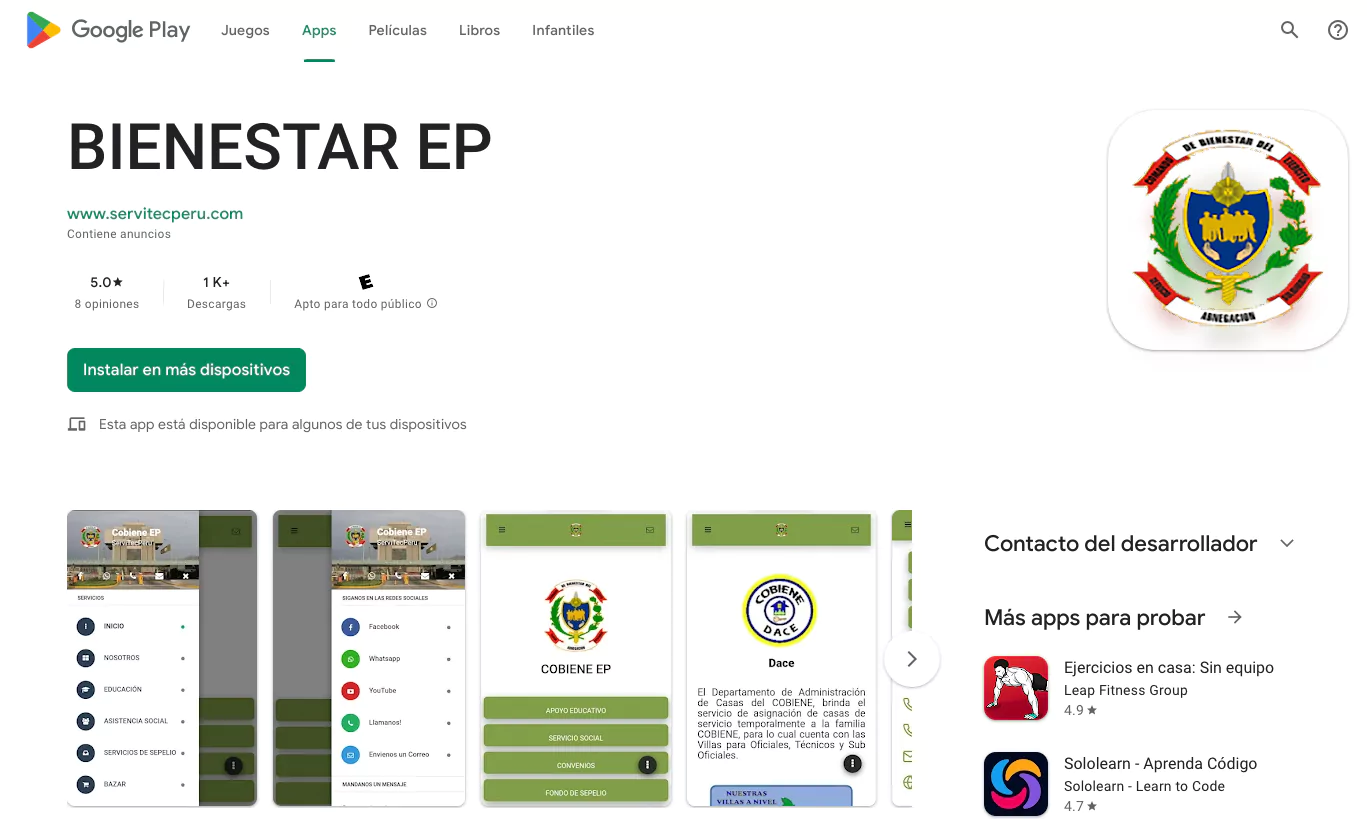 Google Play
Juegos
Apps
Películas
Libros
Infantiles
BIENESTAR EP
www.servitecperu.com
Contiene anuncios
5.0★
8 opiniones
1 K+
Descargas
E
Apto para todo público
Instalar en más dispositivos
Esta app está disponible para algunos de tus dispositivos
COMANDO DE BIENESTAR DEL EJERCITO
ABNEGACION
Cobiene EP
ServitecPeru
SERVICIOS
INICIO
NOSOTROS
EDUCACIÓN
ASISTENCIA SOCIAL
SERVICIOS DE SEPELIO
BAZAR
Cobiene EP
ServitecPeru
SIGANOS EN LAS REDES SOCIALES
Facebook
Whatsapp
YouTube
Llamanos!
Envienos un Correo
MANDANOS UN MENSAJE
COBIENE EP
APOYO EDUCATIVO
SERVICIO SOCIAL
CONVENIOS
FONDO DE SEPELIO
COBIENE
DACE
Dace
El Departamento de Administración
de Casas del COBIENE, brinda el
servicio de asignación de casas de
servicio temporalmente a la familia
COBIENE, para lo cual cuenta con las
Villas para Oficiales, Técnicos y Sub
Oficiales.
NUESTRAS
VILLAS A NIVEL
Contacto del desarrollador
Más apps para probar
Ejercicios en casa: Sin equipo
Leap Fitness Group
4.9★
Sololearn - Aprenda Código
Sololearn - Learn to Code
4.7★